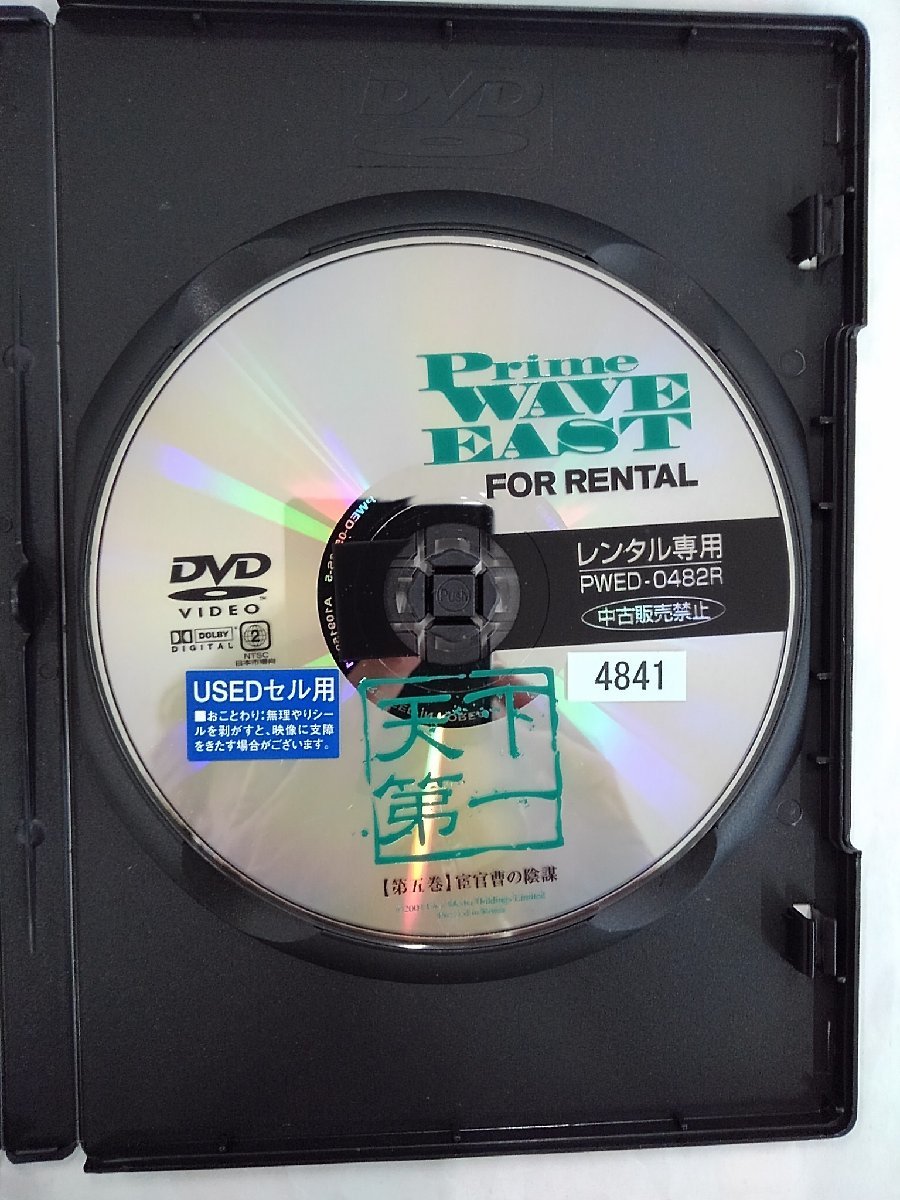 DVD
Prime
WAVE
EAST
FOR RENTAL
レンタル専用
PWED-0482R
中古販売禁止
DVD
VIDEO
DOLBY
DIGITAL
2
NTSC
日本市場向
Push
4841
USEDセル用
■おことわり:無理やりシー
ルを剥がすと、映像に支障
をきたす場合がございます。
天下
第一
【第五巻】宦官曹の陰謀